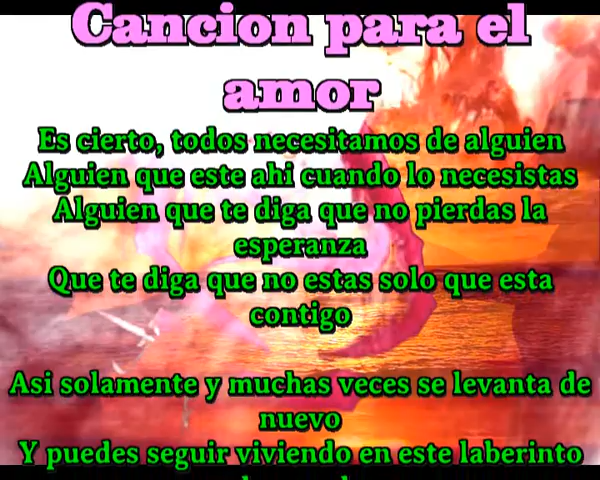 Cancion para el
amor
Es cierto, todos necesitamos de alguien
Alguien que este ahi cuando lo necesistas
Alguien que te diga que no pierdas la
esperanza
Que te diga que no estas solo que esta
contigo
Asi solamente y muchas veces se levanta de
nuevo
Y puedes seguir viviendo en este laberinto